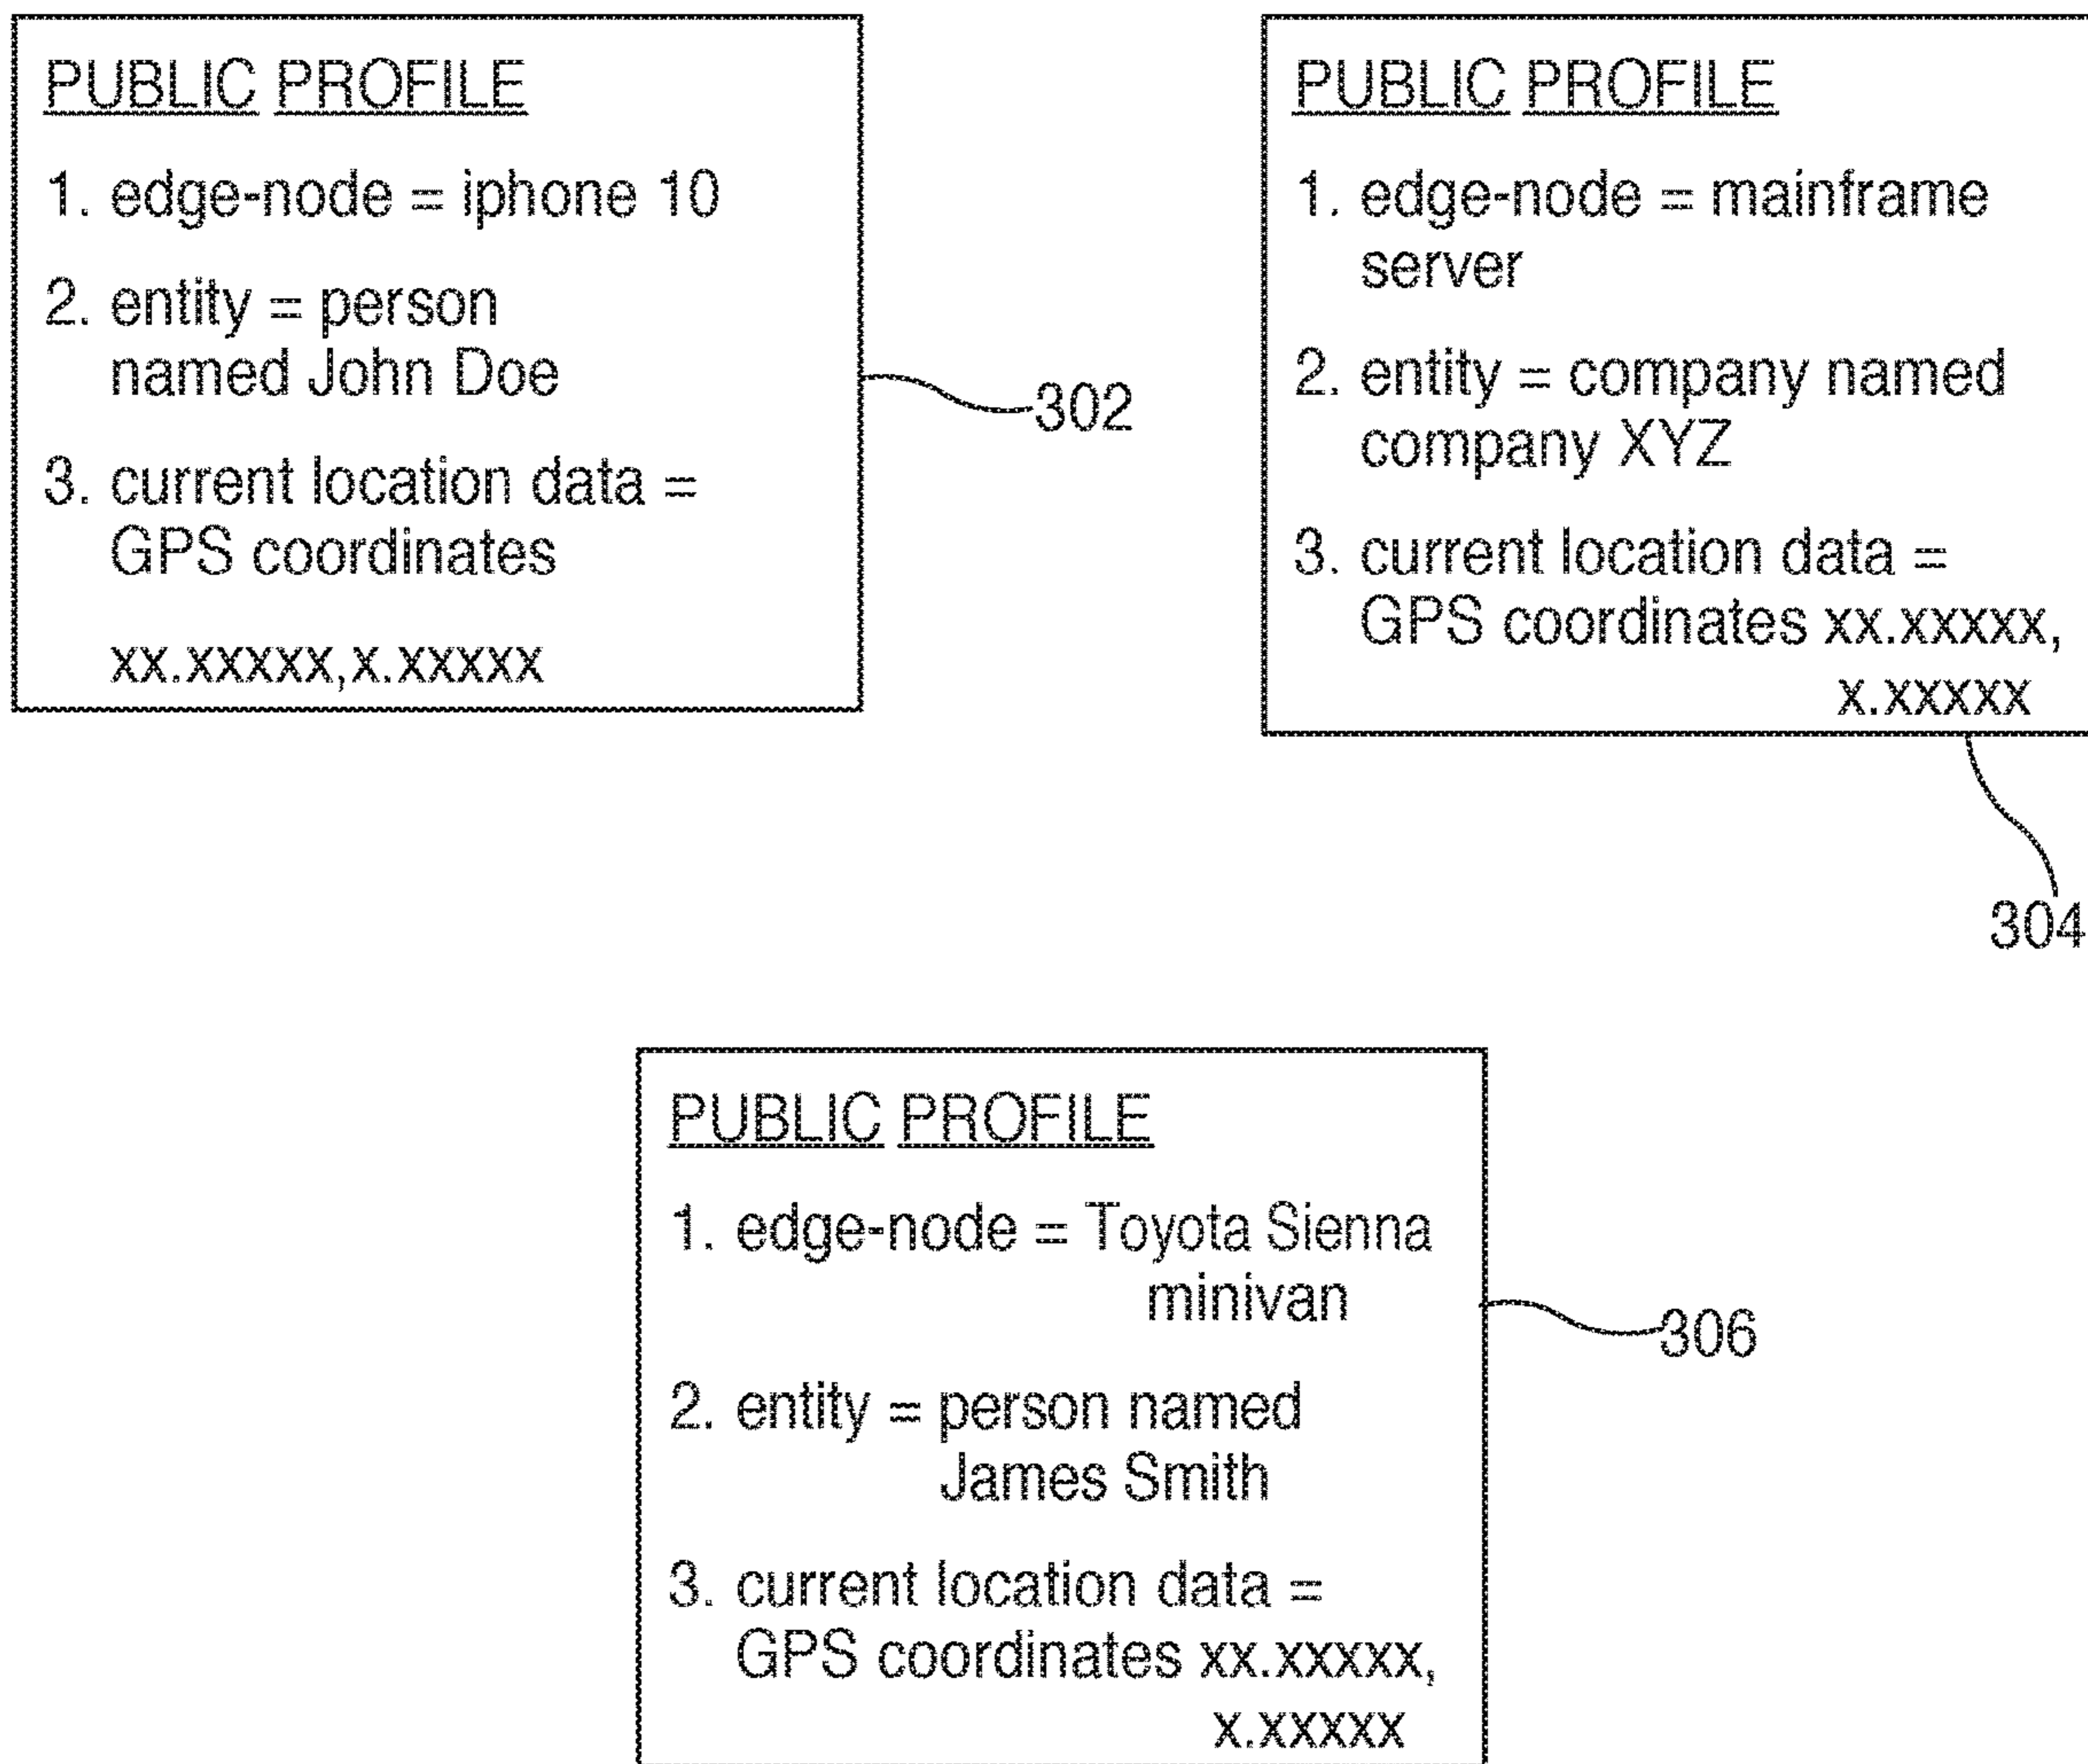 PUBLIC PROFILE
1. edge-node = iphone 10
2. entity = person
named John Doe
3. current location data =
GPS coordinates
xx.xxxxx,x.xxxxx
302
PUBLIC PROFILE
1. edge-node = mainframe
server
2. entity = company named
company XYZ
3. current location data =
GPS coordinates xx.xxxxx,
x.xxxxx
304
PUBLIC PROFILE
1. edge-node = Toyota Sienna
minivan
2. entity = person named
James Smith
3. current location data =
GPS coordinates xx.xxxxx,
x.xxxxx
306